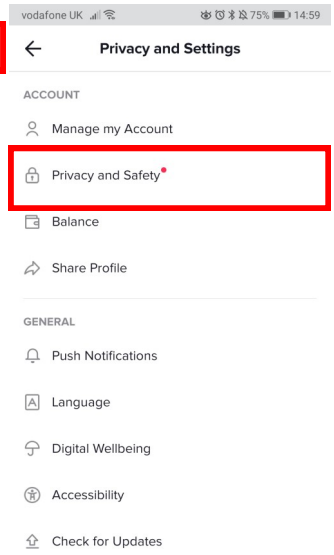 vodafone UK 75% 14:59
Privacy and Settings
ACCOUNT
Manage my Account
Privacy and Safety
Balance
Share Profile
GENERAL
Push Notifications
A Language
Digital Wellbeing
Accessibility
Check for Updates